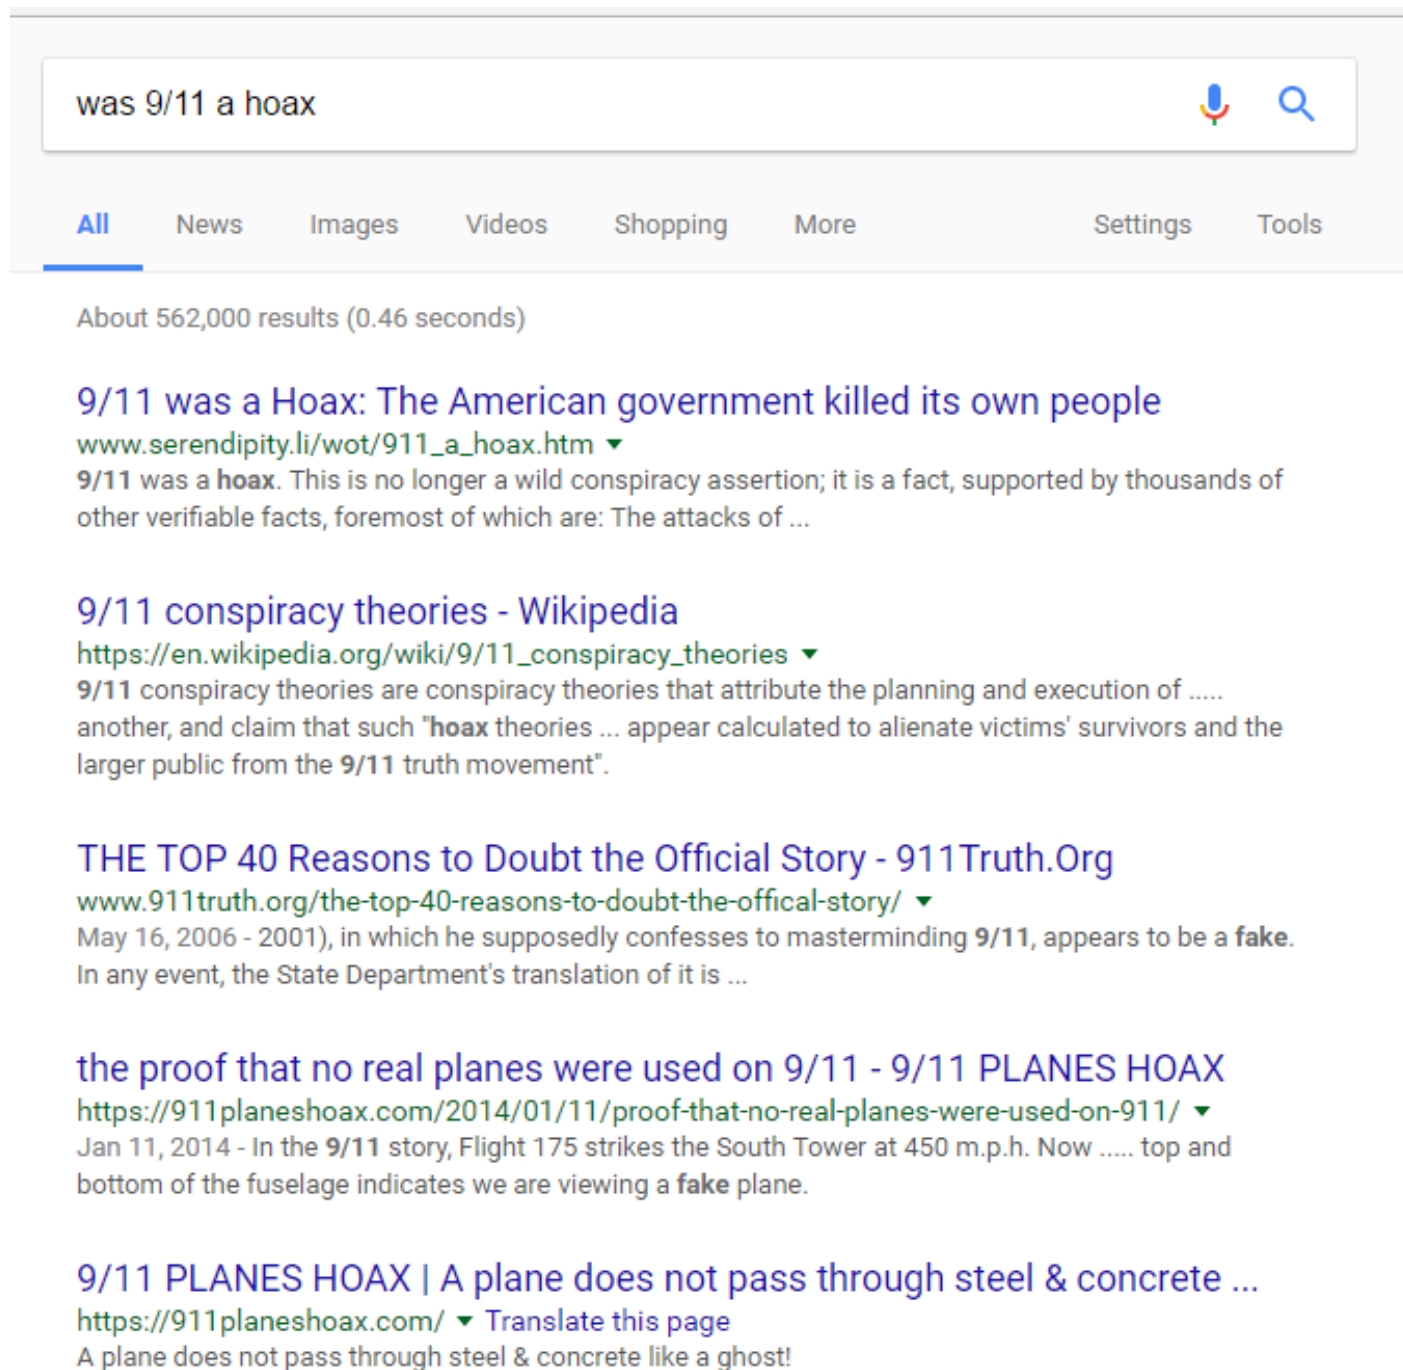 was 9/11 a hoax
All News Images Videos Shopping More Settings Tools
About 562,000 results (0.46 seconds)
9/11 was a Hoax: The American government killed its own people
www.serendipity.li/wot/911_a_hoax.htm
9/11 was a hoax. This is no longer a wild conspiracy assertion; it is a fact, supported by thousands of
other verifiable facts, foremost of which are: The attacks of ...
9/11 conspiracy theories - Wikipedia
https://en.wikipedia.org/wiki/9/11_conspiracy_theories
9/11 conspiracy theories are conspiracy theories that attribute the planning and execution of .....
another, and claim that such "hoax theories ... appear calculated to alienate victims' survivors and the
larger public from the 9/11 truth movement".
THE TOP 40 Reasons to Doubt the Official Story - 911Truth.Org
www.911truth.org/the-top-40-reasons-to-doubt-the-offical-story/
May 16, 2006 - 2001), in which he supposedly confesses to masterminding 9/11, appears to be a fake.
In any event, the State Department's translation of it is ...
the proof that no real planes were used on 9/11 - 9/11 PLANES HOAX
https://911planeshoax.com/2014/01/11/proof-that-no-real-planes-were-used-on-911/
Jan 11, 2014 - In the 9/11 story, Flight 175 strikes the South Tower at 450 m.p.h. Now ..... top and
bottom of the fuselage indicates we are viewing a fake plane.
9/11 PLANES HOAX | A plane does not pass through steel & concrete ...
https://911planeshoax.com/ Translate this page
A plane does not pass through steel & concrete like a ghost!